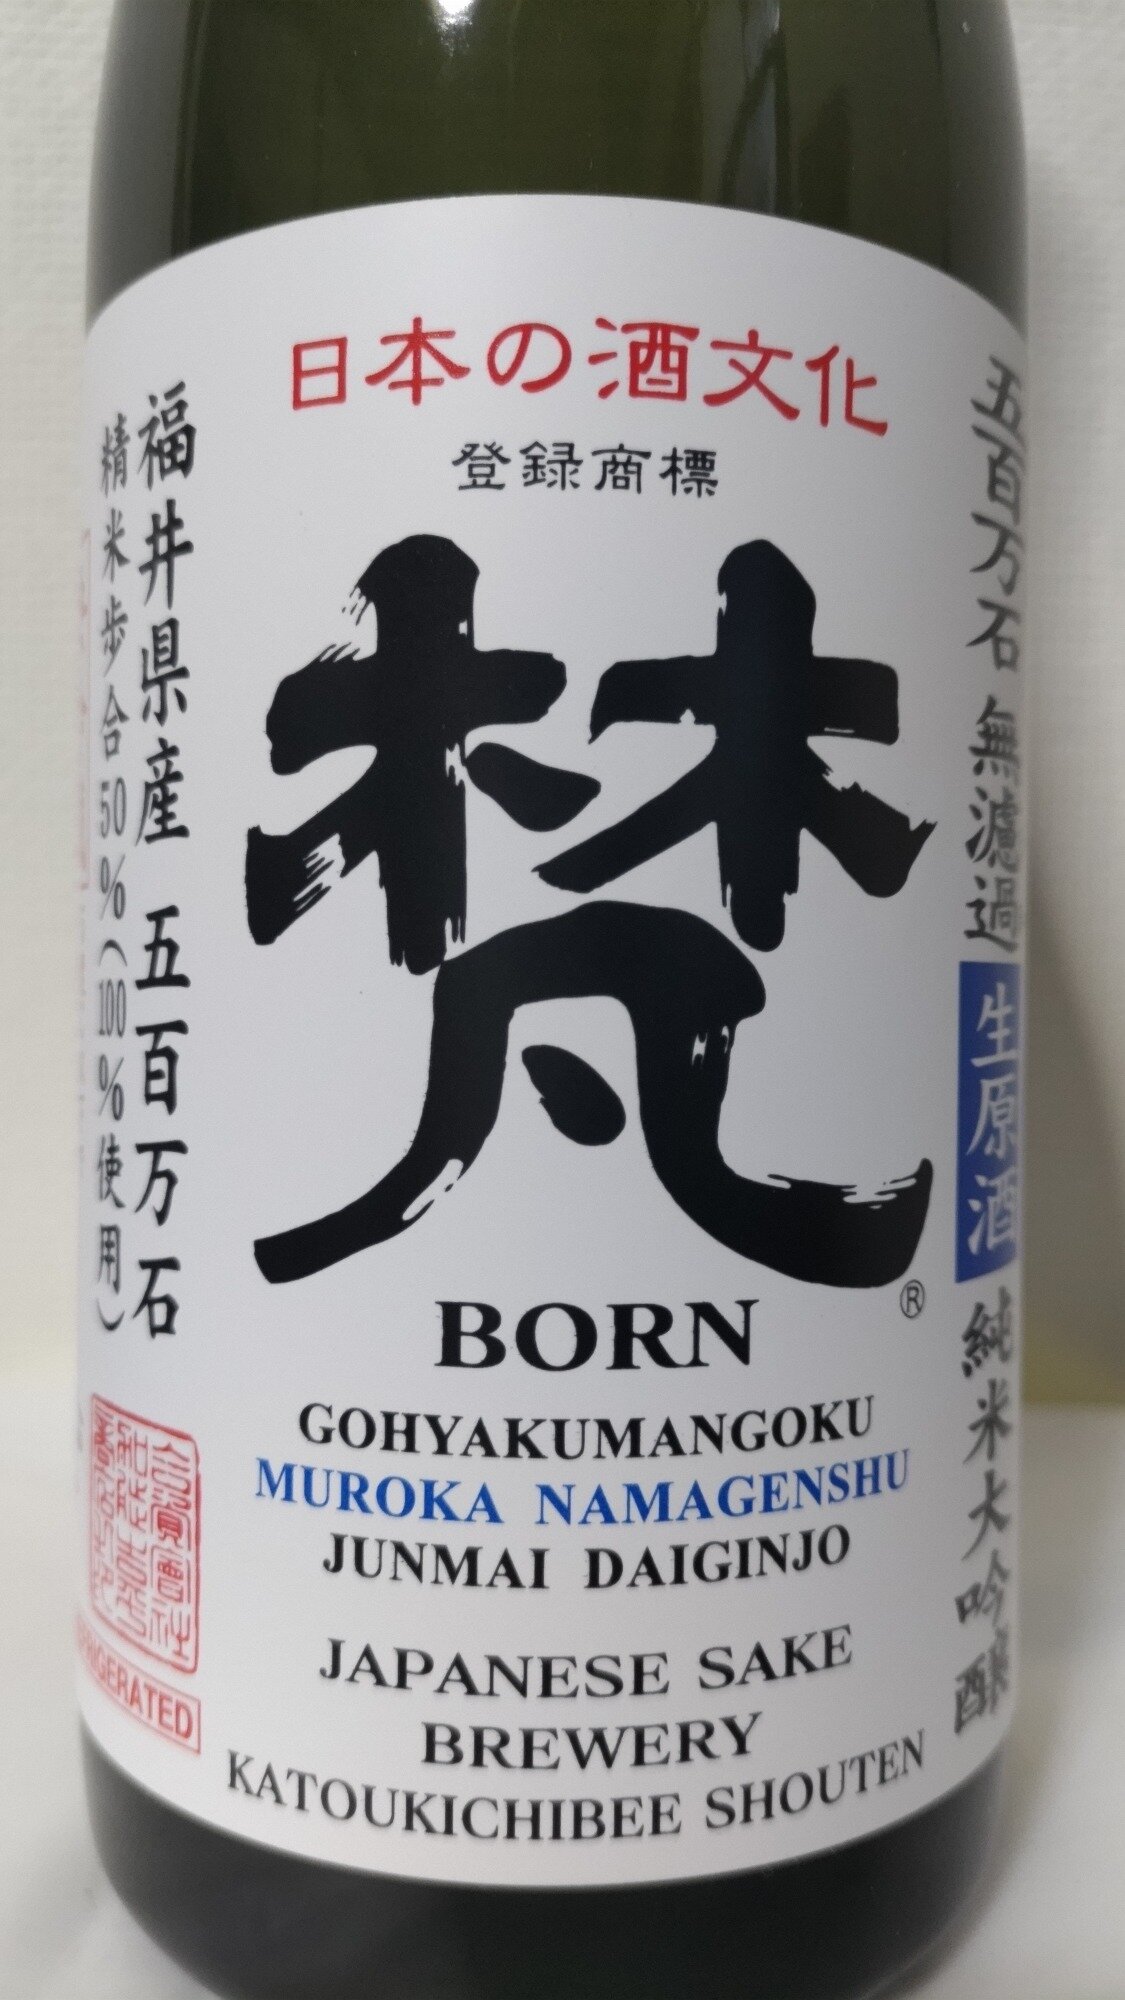 日本の酒文化
登録商標
梵
®
BORN
GOHYAKUMANGOKU
MUROKA NAMAGENSHU
JUNMAI DAIGINJO
JAPANESE SAKE
BREWERY
KATOUKICHIBEE SHOUTEN
五百万石 無濾過 生原酒 純米大吟醸
福井県産 五百万石
精米歩合50%(100%使用)